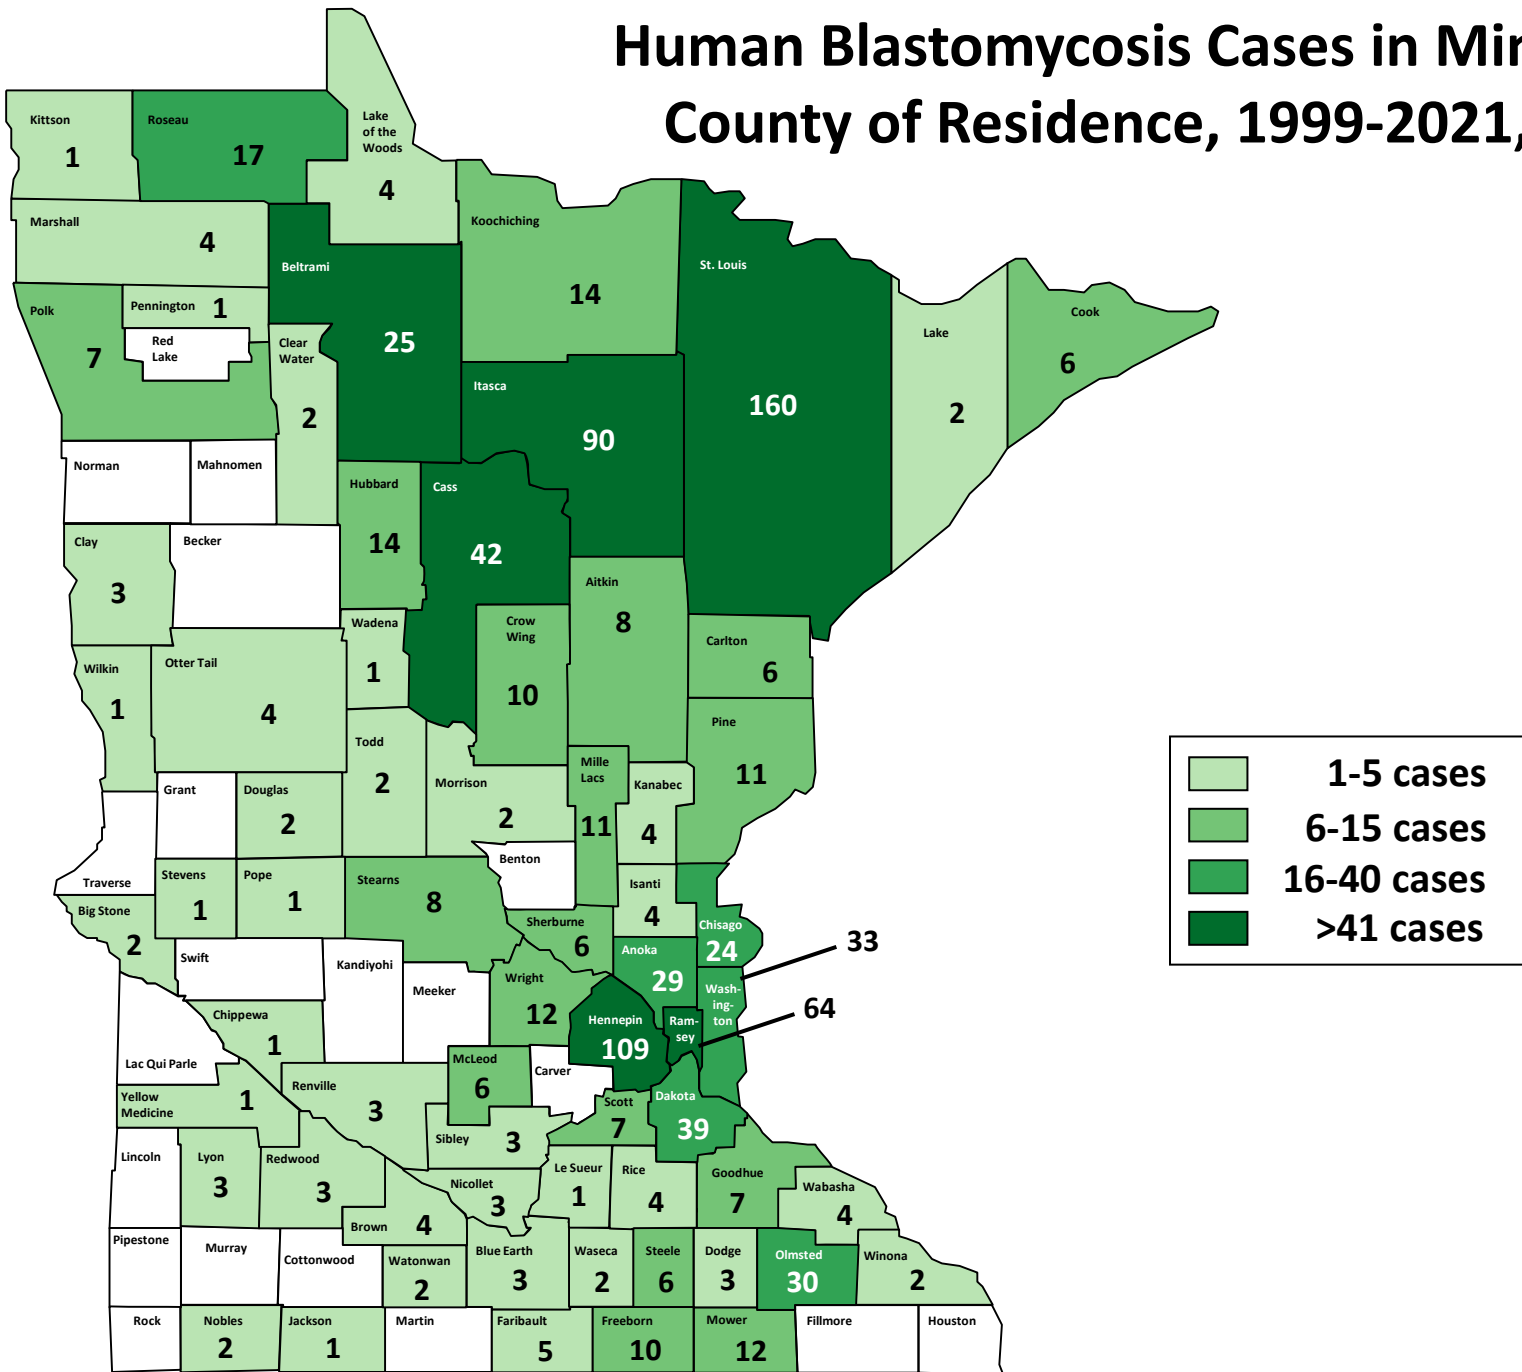 Human Blastomycosis Cases in
County of Residence, 1999-2021,
Kittson
1
Roseau
17
Lake
of the
Woods
4
Marshall
4
Koochiching
14
St. Louis
160
Beltrami
25
Polk
7
Pennington
1
Red
Lake
Clear
Water
2
Lake
2
Cook
6
Itasca
90
Norman
Mahnomen
Hubbard
14
Cass
42
Clay
3
Becker
Aitkin
8
Wadena
1
Crow
Wing
10
Carlton
6
Wilkin
1
Otter Tail
4
Pine
11
Todd
2
Morrison
2
Mille
Lacs
11
Kanabec
4
Grant
Douglas
2
Benton
Traverse
Stevens
1
Pope
1
Stearns
8
Isanti
4
Big Stone
2
Sherburne
6
Chisago
24
Anoka
29
33
Swift
Kandiyohi
Meeker
Wright
12
Wash-
ing-
ton
64
Hennepin
109
Ram-
sey
Chippewa
1
Lac Qui Parle
McLeod
6
Carver
Renville
3
Yellow
Medicine
1
Scott
7
Dakota
39
Sibley
3
Lincoln
Lyon
3
Redwood
3
Nicollet
3
Le Sueur
1
Rice
4
Goodhue
7
Wabasha
4
Brown
4
Pipestone
Murray
Cottonwood
Watonwan
2
Blue Earth
3
Waseca
2
Steele
6
Dodge
3
Olmsted
30
Winona
2
Rock
Nobles
2
Jackson
1
Martin
Faribault
5
Freeborn
10
Mower
12
Fillmore
Houston
1-5 cases
6-15 cases
16-40 cases
>41 cases